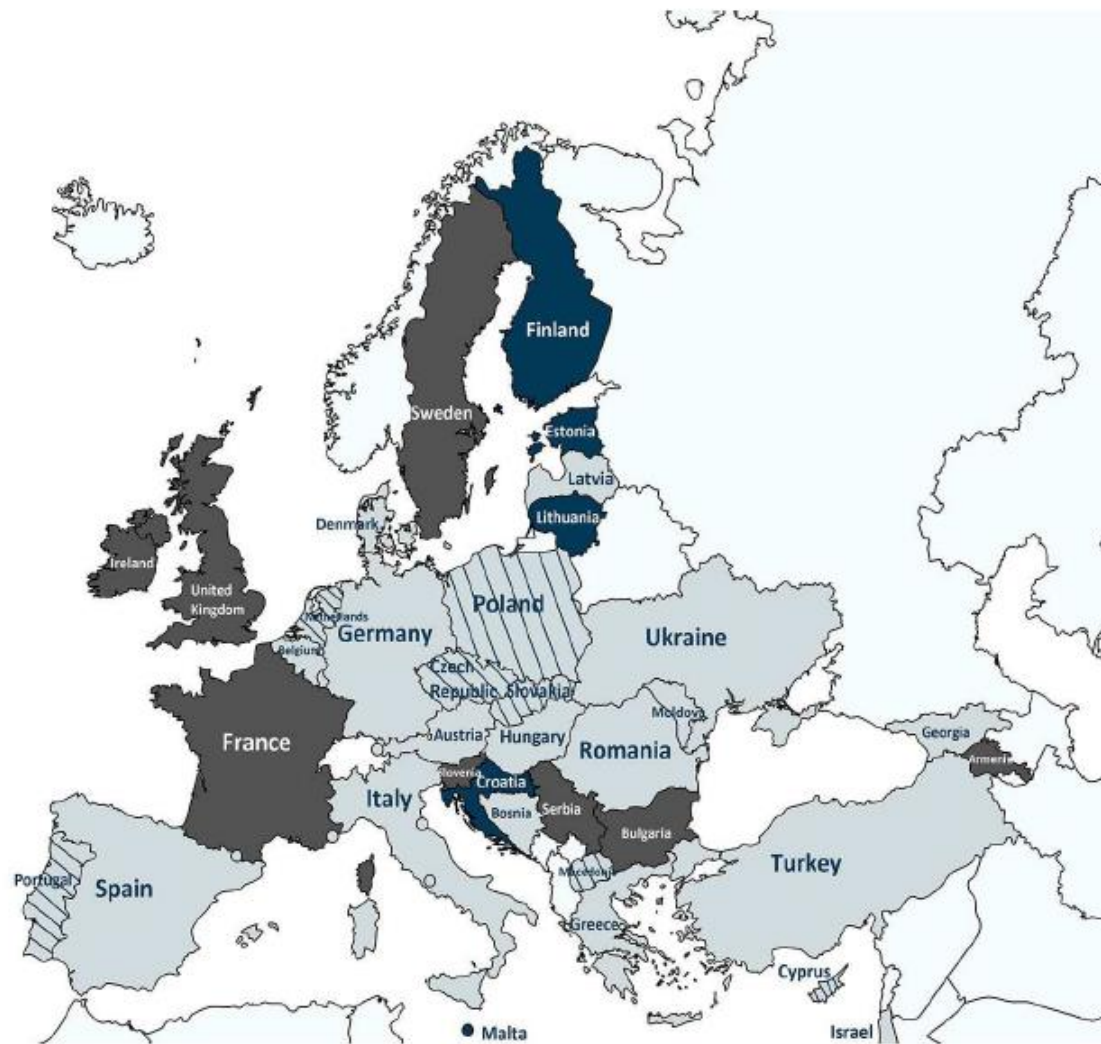 Finland
Sweden
Estonia
Latvia
Lithuania
Denmark
Ireland
United
Kingdom
Netherlands
Poland
Germany
Ukraine
Belgium
Czech
Republic
Slovakia
Moldova
Austria
Hungary
France
Romania
Georgia
Armenia
Slovenia
Croatia
Italy
Bosnia
Serbia
Bulgaria
Turkey
Macedonia
Portugal
Spain
Greece
Cyprus
Malta
Israel